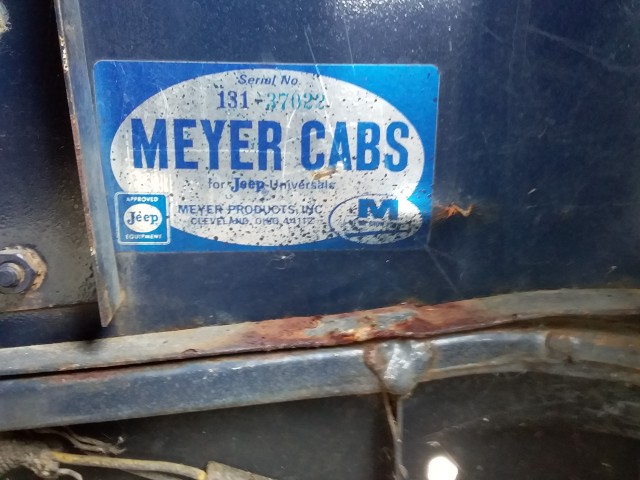 Serial No.
131-37022
MEYER CABS
for Jeep Universals
MEYER PRODUCTS, INC.
CLEVELAND, OHIO 44112
APPROVED
Jeep
EQUIPMENT
M